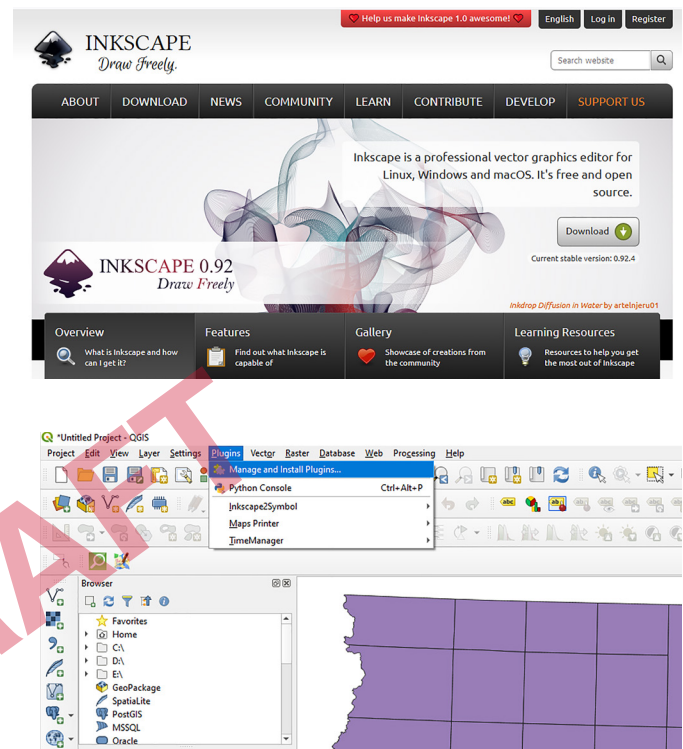 Help us make Inkscape 1.0 awesome!
English
Log in
Register
INKSCAPE
Draw Freely.
Search website
ABOUT
DOWNLOAD
NEWS
COMMUNITY
LEARN
CONTRIBUTE
DEVELOP
SUPPORT US
Inkscape is a professional vector graphics editor for
Linux, Windows and macOS. It's free and open
source.
Download
Current stable version: 0.92.4
INKSCAPE 0.92
Draw Freely
Inkdrop Diffusion in Water by artelnjeru01
Overview
What is Inkscape and how
can I get it?
Features
Find out what Inkscape is
capable of
Gallery
Showcase of creations from
the community
Learning Resources
Resources to help you get
the most out of Inkscape
*Untitled Project - QGIS
Project Edit View Layer Settings Plugins Vector Raster Database Web Processing Help
Manage and Install Plugins...
Python Console Ctrl+Alt+P
Inkscape2Symbol
Maps Printer
TimeManager
abc
abc
Browser
Favorites
Home
C:\
D:\
E:\
GeoPackage
SpatiaLite
PostGIS
MSSQL
Oracle